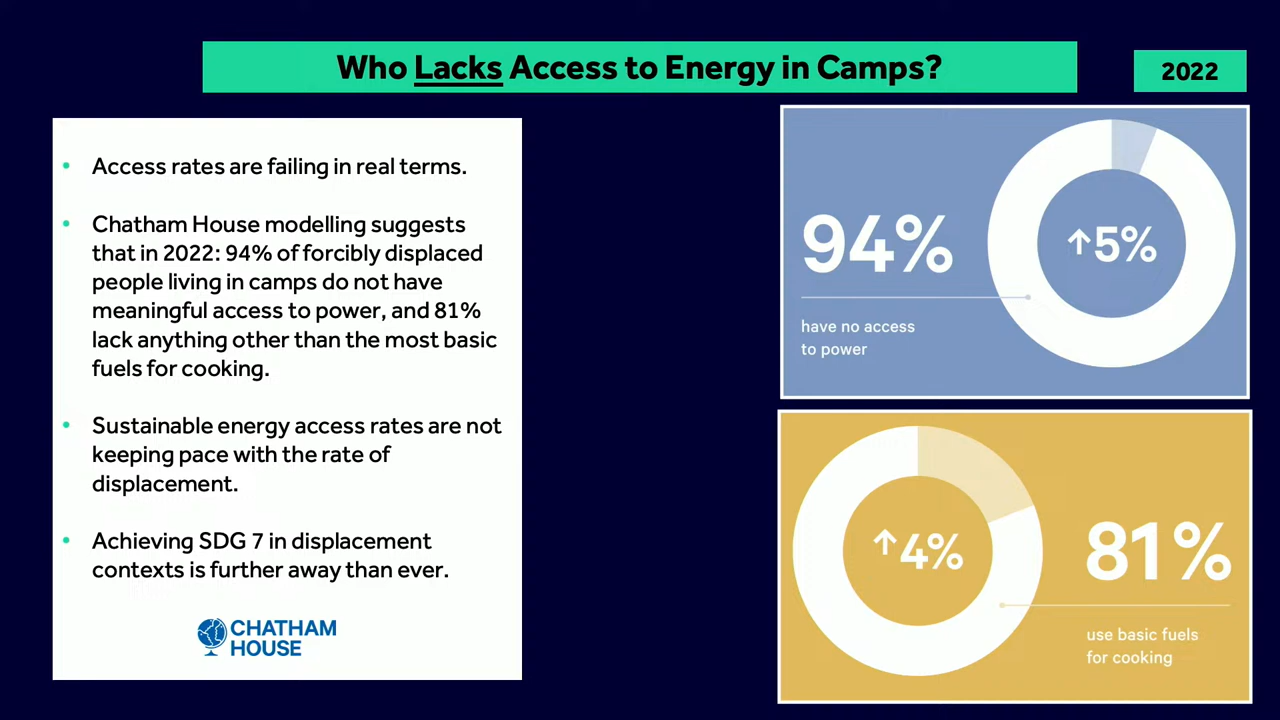 Who Lacks Access to Energy in Camps?
2022
• Access rates are failing in real terms.
• Chatham House modelling suggests
that in 2022: 94% of forcibly displaced
people living in camps do not have
meaningful access to power, and 81%
lack anything other than the most basic
fuels for cooking.
• Sustainable energy access rates are not
keeping pace with the rate of
displacement.
• Achieving SDG 7 in displacement
contexts is further away than ever.
CHATHAM
HOUSE
94%
have no access
to power
↑5%
↑4%
81%
use basic fuels
for cooking